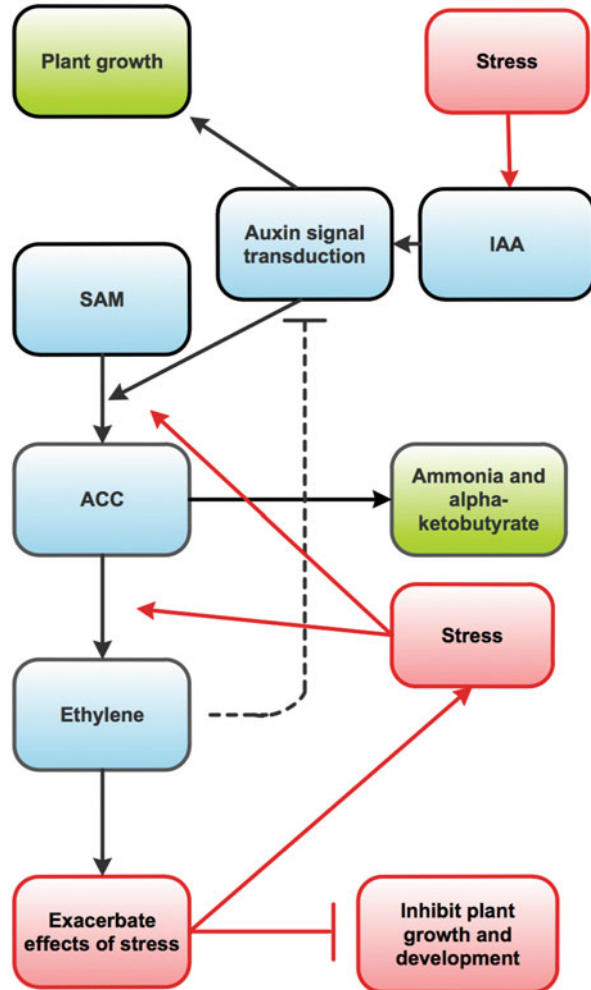 Plant growth
Stress
Auxin signal
transduction
IAA
SAM
ACC
Ammonia and
alpha-
ketobutyrate
Stress
Ethylene
Exacerbate
effects of stress
Inhibit plant
growth and
development